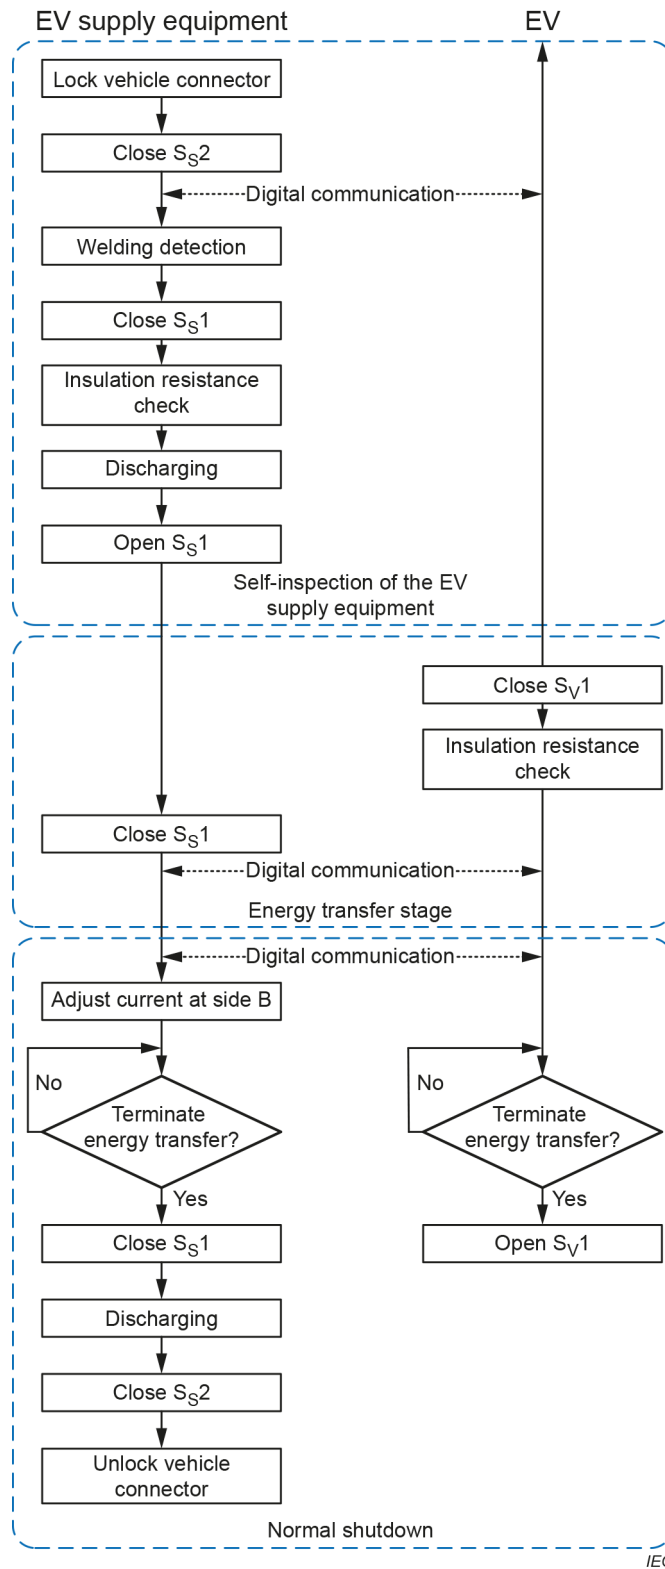 EV supply equipment
EV
Lock vehicle connector
Close SS2
Digital communication
Welding detection
Close SS1
Insulation resistance
check
Discharging
Open SS1
Self-inspection of the EV
supply equipment
Close SV1
Insulation resistance
check
Close SS1
Digital communication
Energy transfer stage
Digital communication
Adjust current at side B
No
Terminate
energy transfer?
Yes
No
Terminate
energy transfer?
Yes
Close SS1
Open SV1
Discharging
Close SS2
Unlock vehicle
connector
Normal shutdown